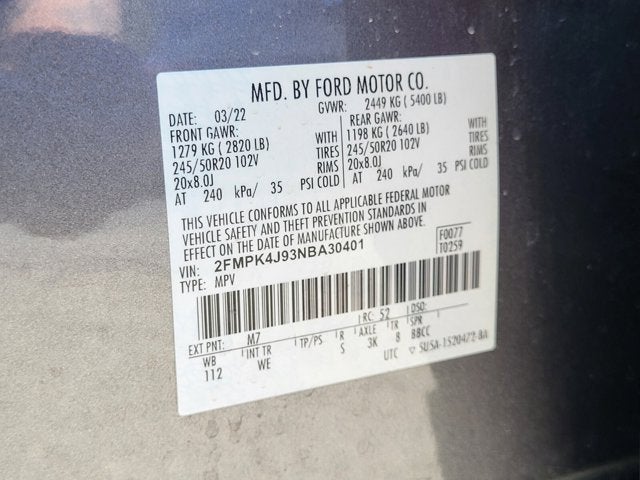 MFD. BY FORD MOTOR CO.
DATE: 03/22 GVWR: 2449 KG ( 5400 LB)
FRONT GAWR: REAR GAWR:
1279 KG ( 2820 LB) WITH 1198 KG ( 2640 LB) WITH
245/50R20 102V TIRES 245/50R20 102V TIRES
20x8.0J RIMS 20x8.0J RIMS
AT 240 kPa/ 35 PSI COLD AT 240 kPa/ 35 PSI COLD
THIS VEHICLE CONFORMS TO ALL APPLICABLE FEDERAL MOTOR
VEHICLE SAFETY AND THEFT PREVENTION STANDARDS IN
EFFECT ON THE DATE OF MANUFACTURE SHOWN ABOVE.
VIN: 2FMPK4J93NBA30401 F0077
TYPE: MPV T0259
EXT PNT: M7 RC: 52 DSO:
WB INT TR TP/PS R AXLE TR SPR
112 WE S 3K 8 BBCC
UTC ▽ SU5A-1520472-BA